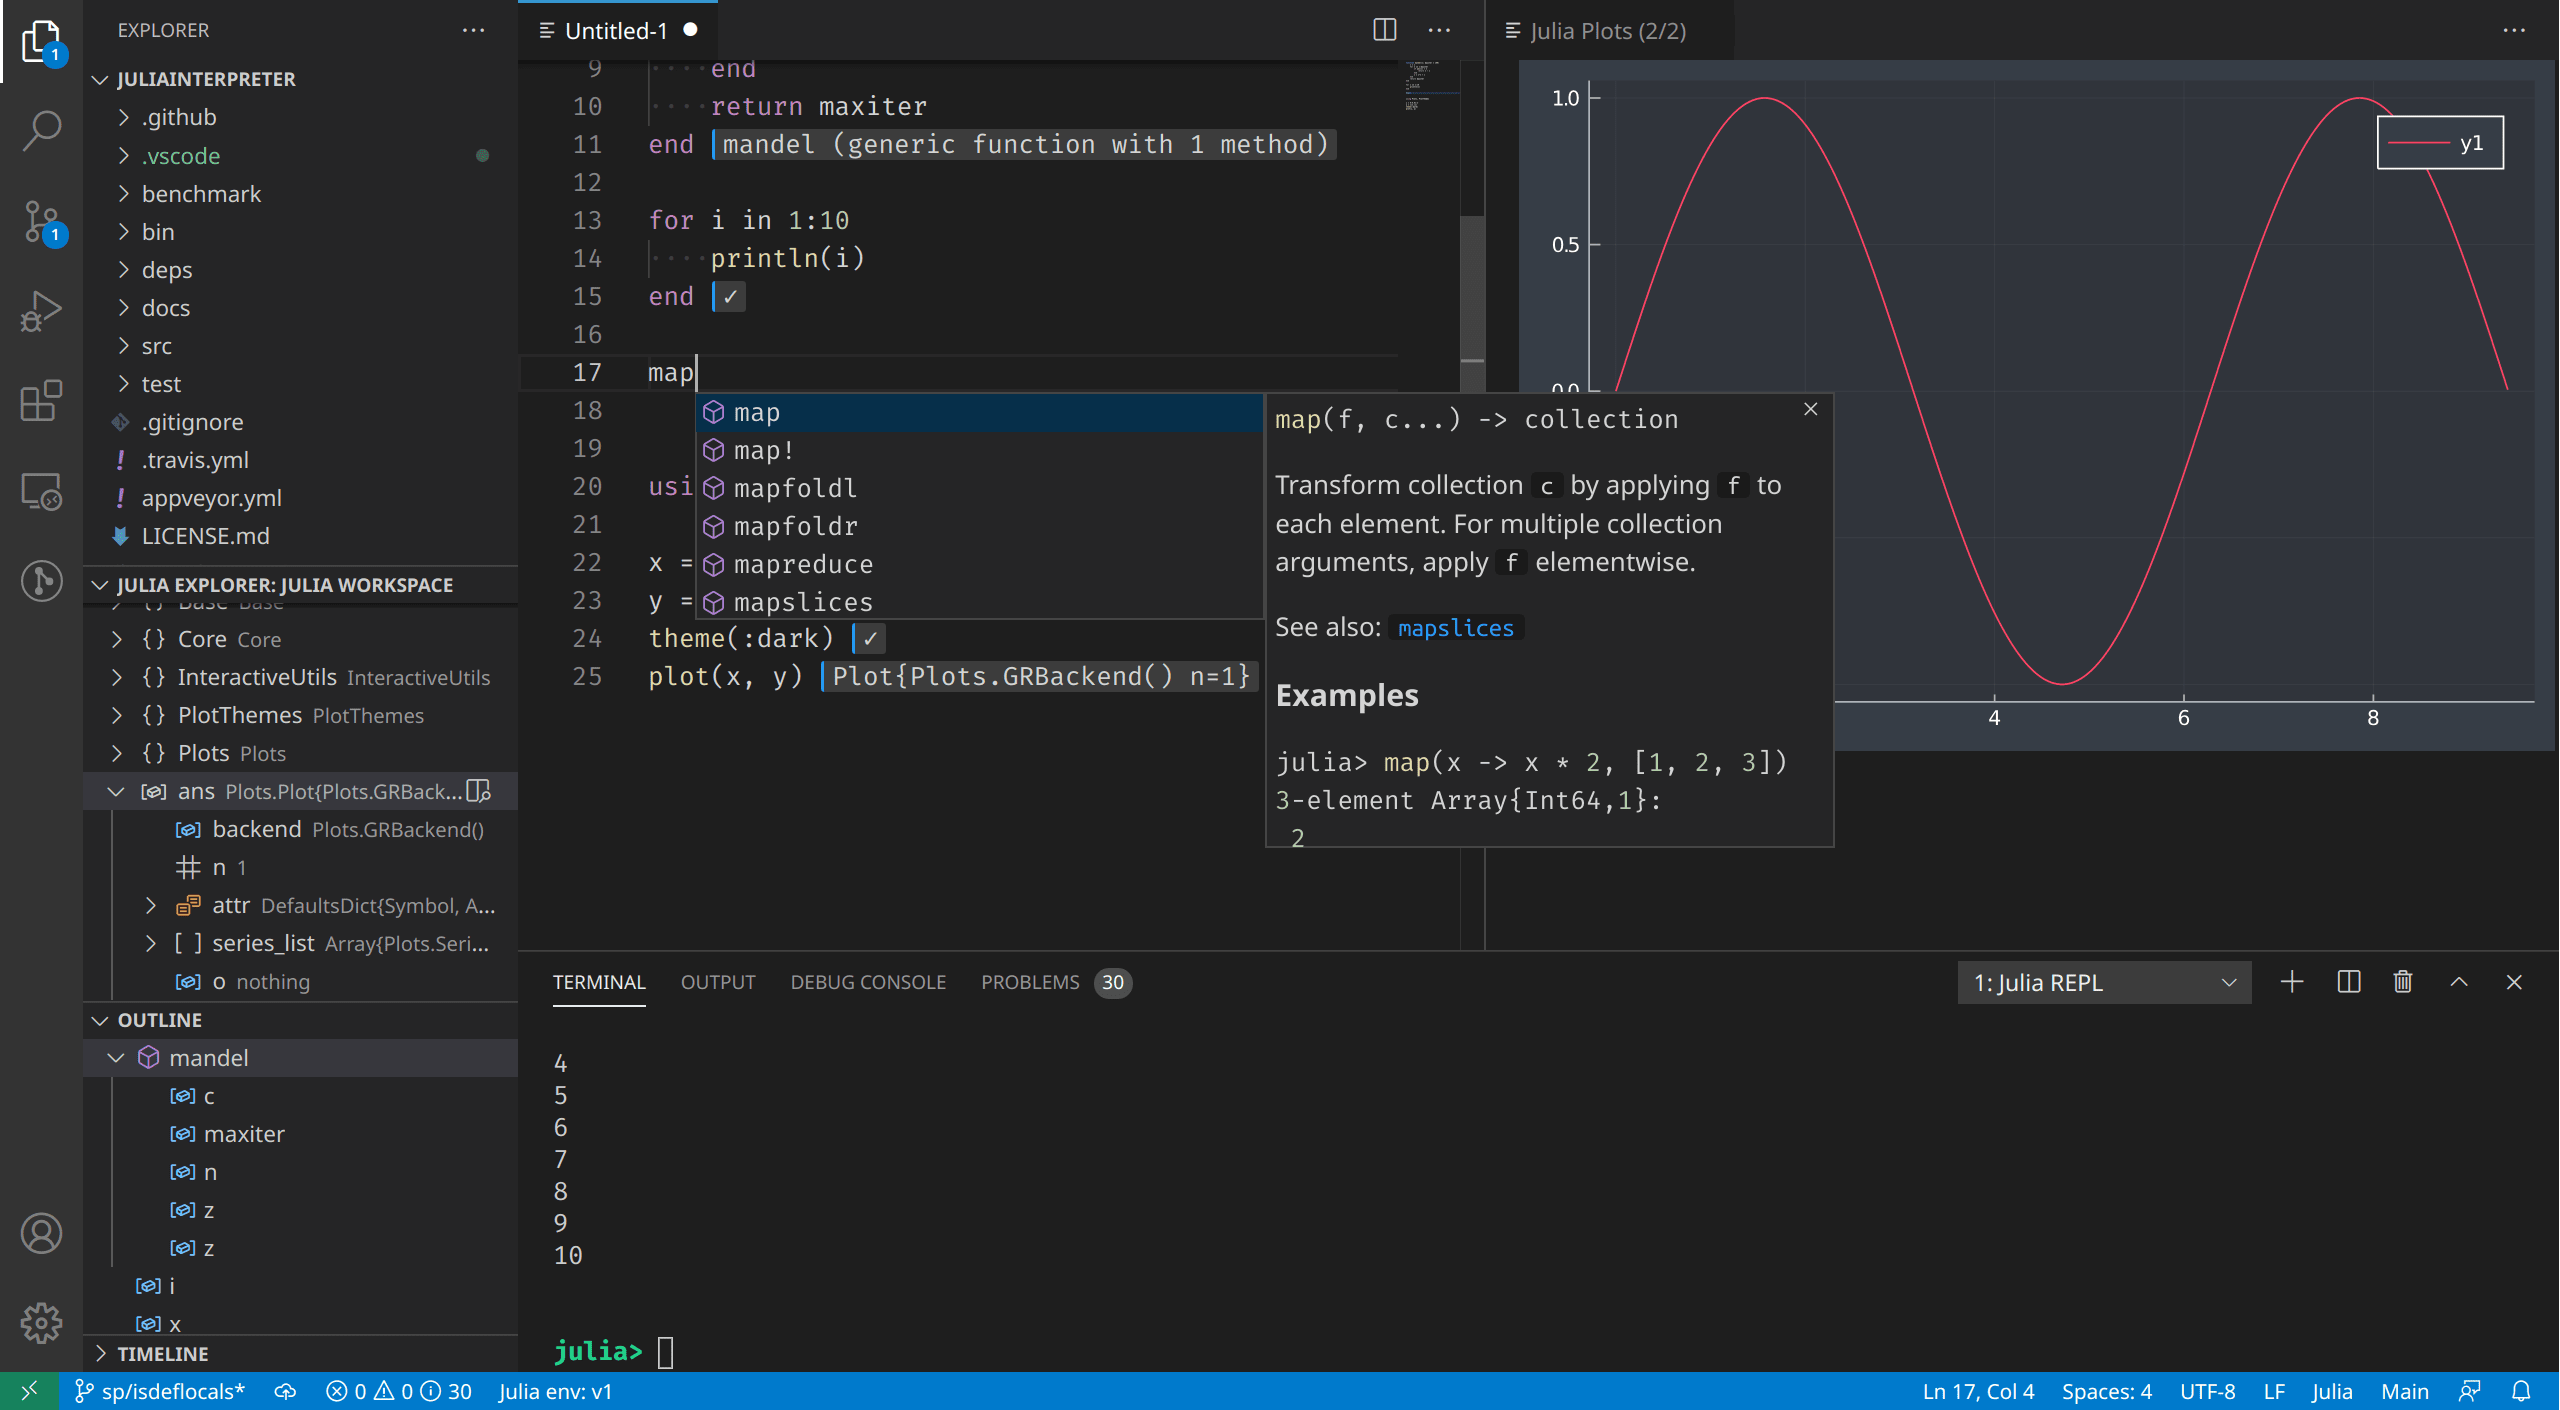 EXPLORER
JULIAINTERPRETER
.github
.vscode
benchmark
bin
deps
docs
src
test
.gitignore
.travis.yml
appveyor.yml
LICENSE.md
JULIA EXPLORER: JULIA WORKSPACE
{} Base Base
{} Core Core
{} InteractiveUtils InteractiveUtils
{} PlotThemes PlotThemes
{} Plots Plots
ans Plots.Plot{Plots.GRBack...
backend Plots.GRBackend()
n 1
attr DefaultsDict{Symbol, A...
[ ] series_list Array{Plots.Seri...
o nothing
OUTLINE
mandel
c
maxiter
n
z
z
i
x
TIMELINE
1
1
Untitled-1
9 end
10 return maxiter
11 end mandel (generic function with 1 method)
12
13 for i in 1:10
14 println(i)
15 end ✓
16
17 map
18
19
20 usi
21
22 x =
23 y =
24 theme(:dark) ✓
25 plot(x, y) Plot{Plots.GRBackend() n=1}
map
map!
mapfoldl
mapfoldr
mapreduce
mapslices
map(f, c...) -> collection
Transform collection c by applying f to
each element. For multiple collection
arguments, apply f elementwise.
See also: mapslices
Examples
julia> map(x -> x * 2, [1, 2, 3])
3-element Array{Int64,1}:
2
Julia Plots (2/2)
1.0
0.5
0.0
y1
4 6 8
TERMINAL OUTPUT DEBUG CONSOLE PROBLEMS 30
1: Julia REPL
4
5
6
7
8
9
10
julia>
sp/isdeflocals* 0 0 30 Julia env: v1
Ln 17, Col 4 Spaces: 4 UTF-8 LF Julia Main